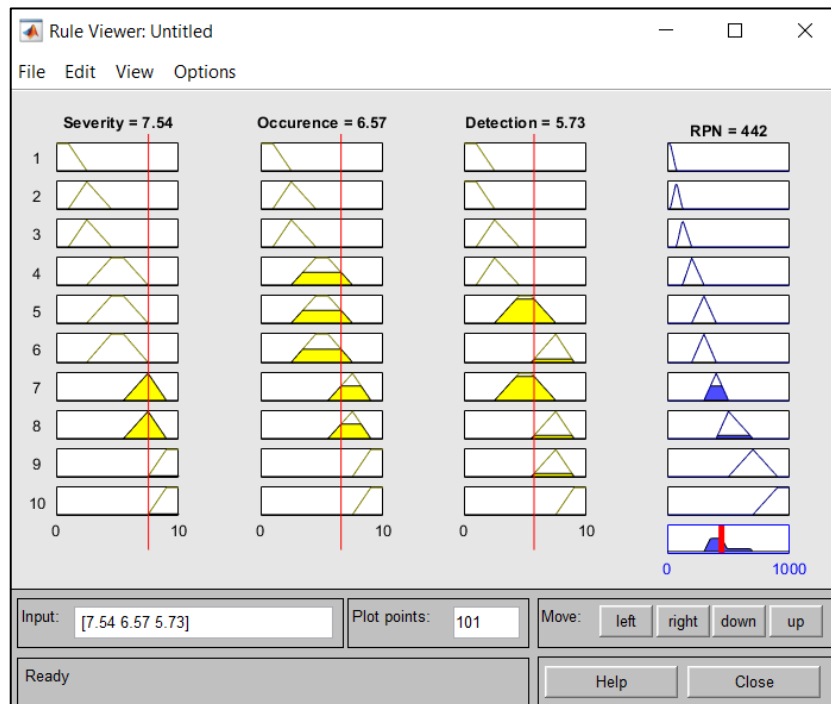 Rule Viewer: Untitled
File Edit View Options
Severity = 7.54 Occurence = 6.57 Detection = 5.73 RPN = 442
1
2
3
4
5
6
7
8
9
10
0 10 0 10 0 10
0 1000
Input: [7.54 6.57 5.73] Plot points: 101 Move: left right down up
Ready Help Close